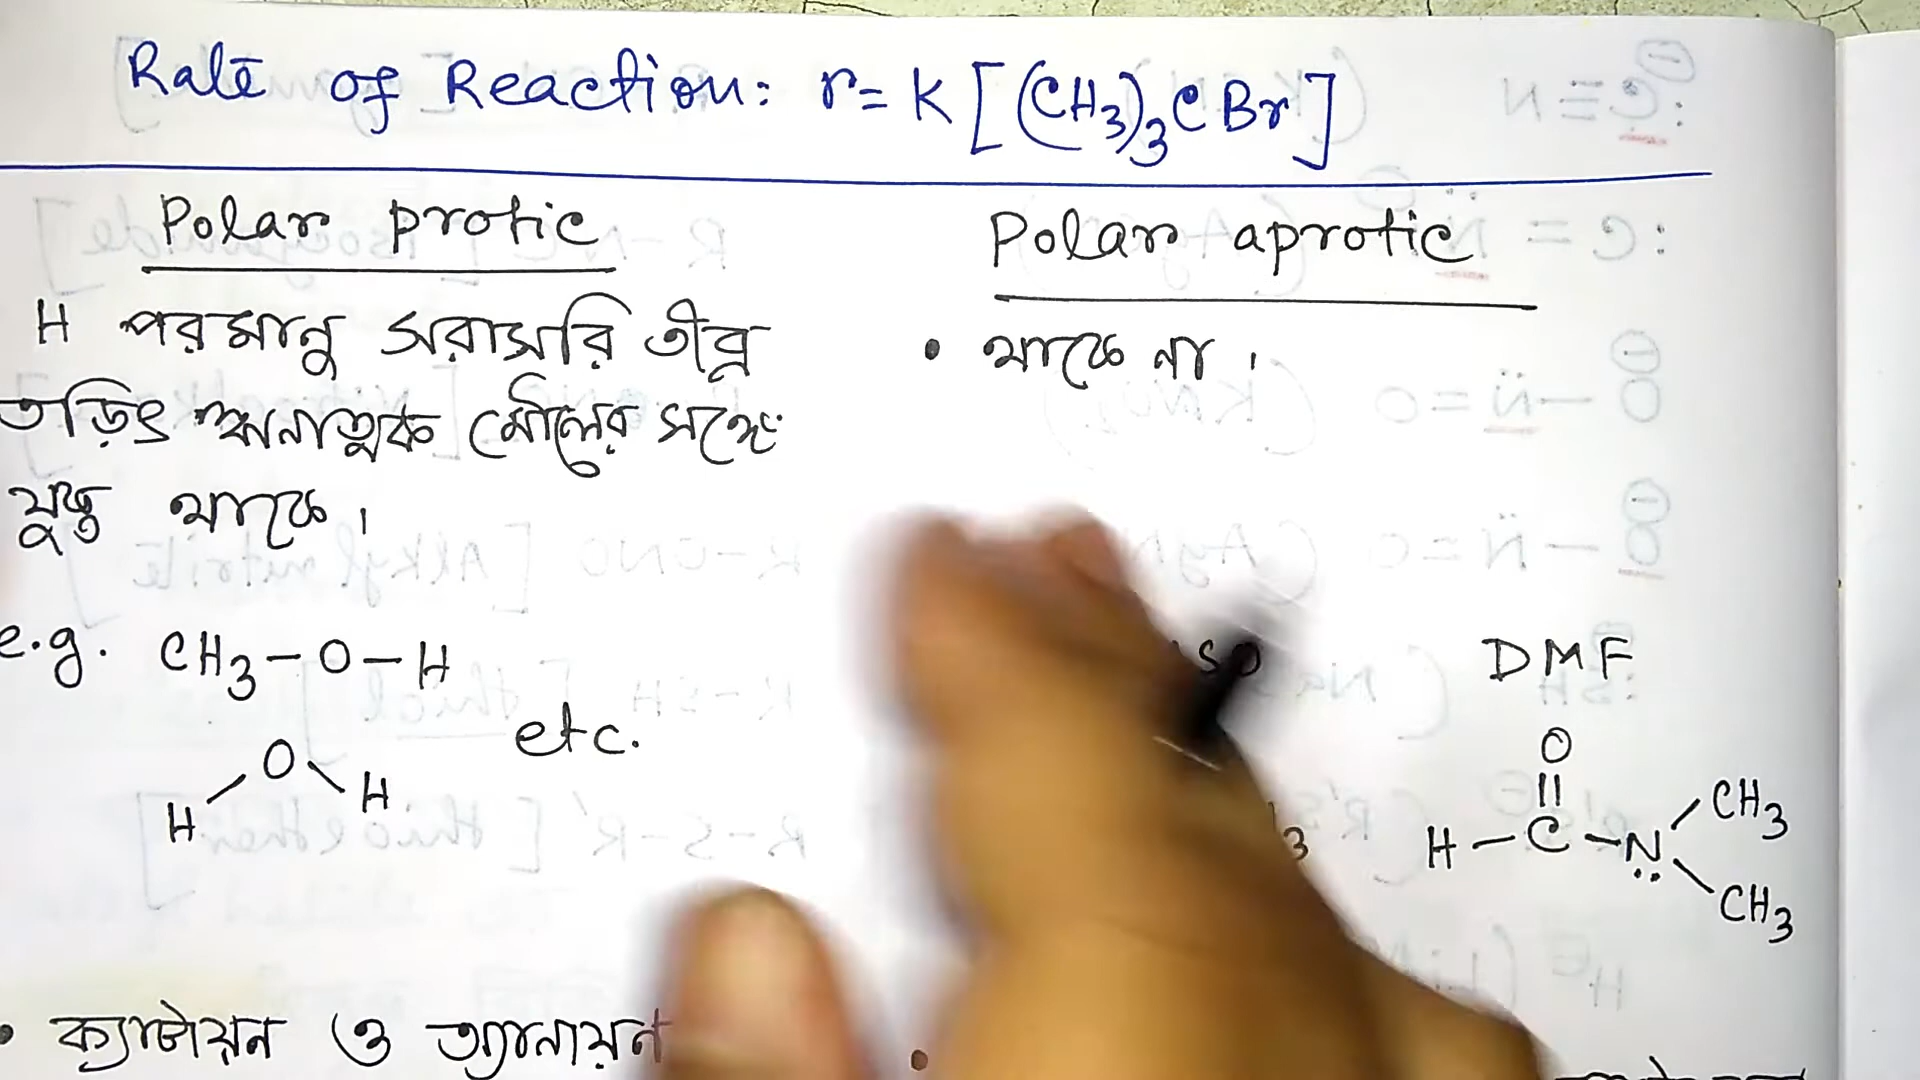 Rate of Reaction: r = K [(CH3)3CBr]
Polar protic
H পরমানু সরাসরি তীব্র
তড়িৎ ঋনাত্মক মৌলের সঙ্গে
যুক্ত থাকে।
e.g. CH3-O-H
etc.
O
H H
Polar aprotic
• থাকে না।
DMF
O
||
H-C-N
CH3
CH3
• ক্যাটায়ন ও অ্যানায়ন